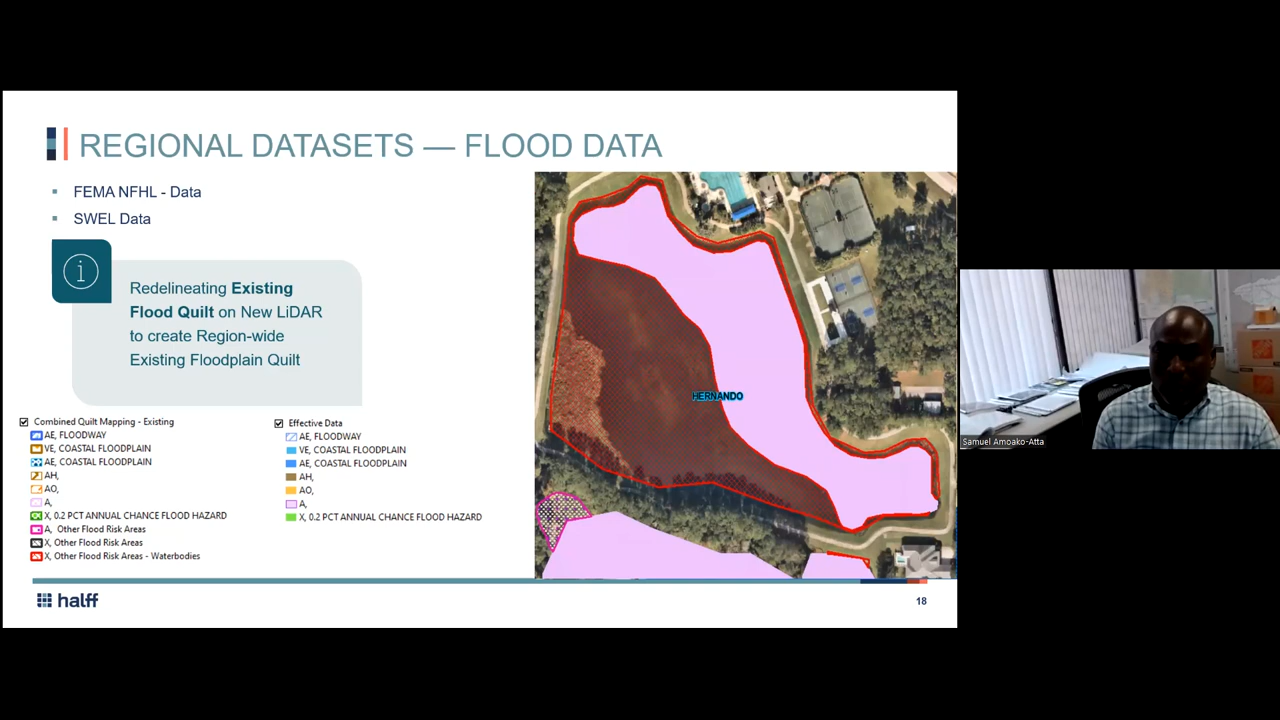 REGIONAL DATASETS — FLOOD DATA
FEMA NFHL - Data
SWEL Data
i
Redelineating Existing
Flood Quilt on New LiDAR
to create Region-wide
Existing Floodplain Quilt
Combined Quilt Mapping - Existing
AE, FLOODWAY
VE, COASTAL FLOODPLAIN
AE, COASTAL FLOODPLAIN
AH,
AO,
A,
X, 0.2 PCT ANNUAL CHANCE FLOOD HAZARD
A, Other Flood Risk Areas
X, Other Flood Risk Areas
X, Other Flood Risk Areas - Waterbodies
Effective Data
AE, FLOODWAY
VE, COASTAL FLOODPLAIN
AE, COASTAL FLOODPLAIN
AH,
AO,
A,
X, 0.2 PCT ANNUAL CHANCE FLOOD HAZARD
HERNANDO
Samuel Amoako-Atta
halff
18